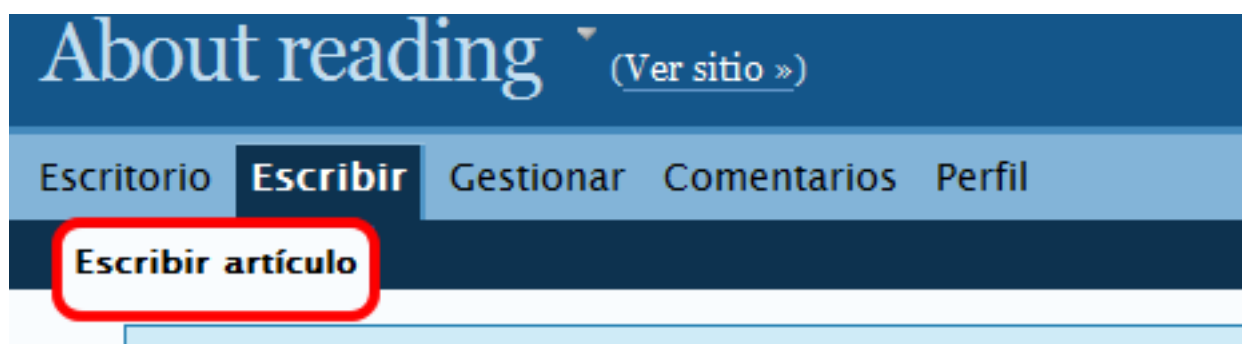 About reading (Ver sitio »)
Escritorio Escribir Gestionar Comentarios Perfil
Escribir artículo